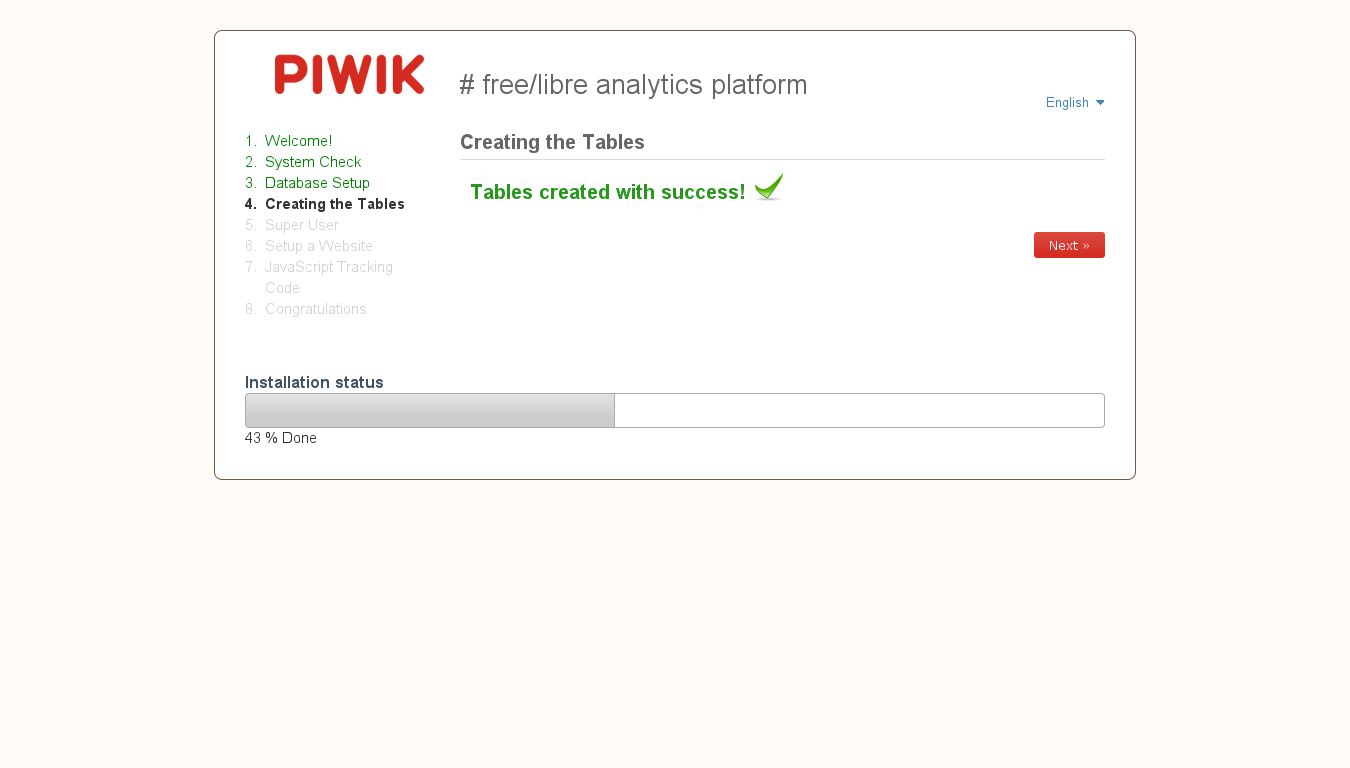 PIWIK
# free/libre analytics platform
English
1. Welcome!
2. System Check
3. Database Setup
4. Creating the Tables
5. Super User
6. Setup a Website
7. JavaScript Tracking
Code
8. Congratulations
Creating the Tables
Tables created with success!
Next »
Installation status
43 % Done